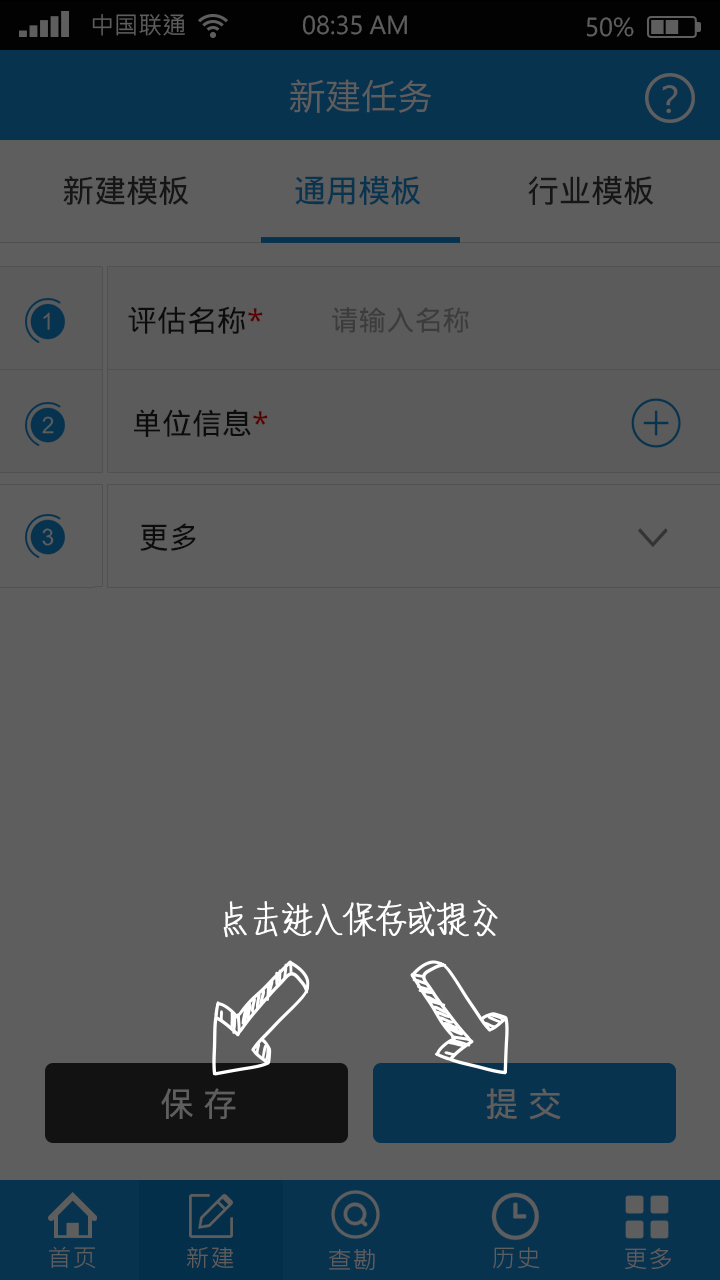 中国联通 08:35 AM 50%
新建任务 ?
新建模板 通用模板 行业模板
1 评估名称* 请输入名称
2 单位信息*
3 更多
点击进入保存或提交
保存 提交
首页 新建 查勘 历史 更多